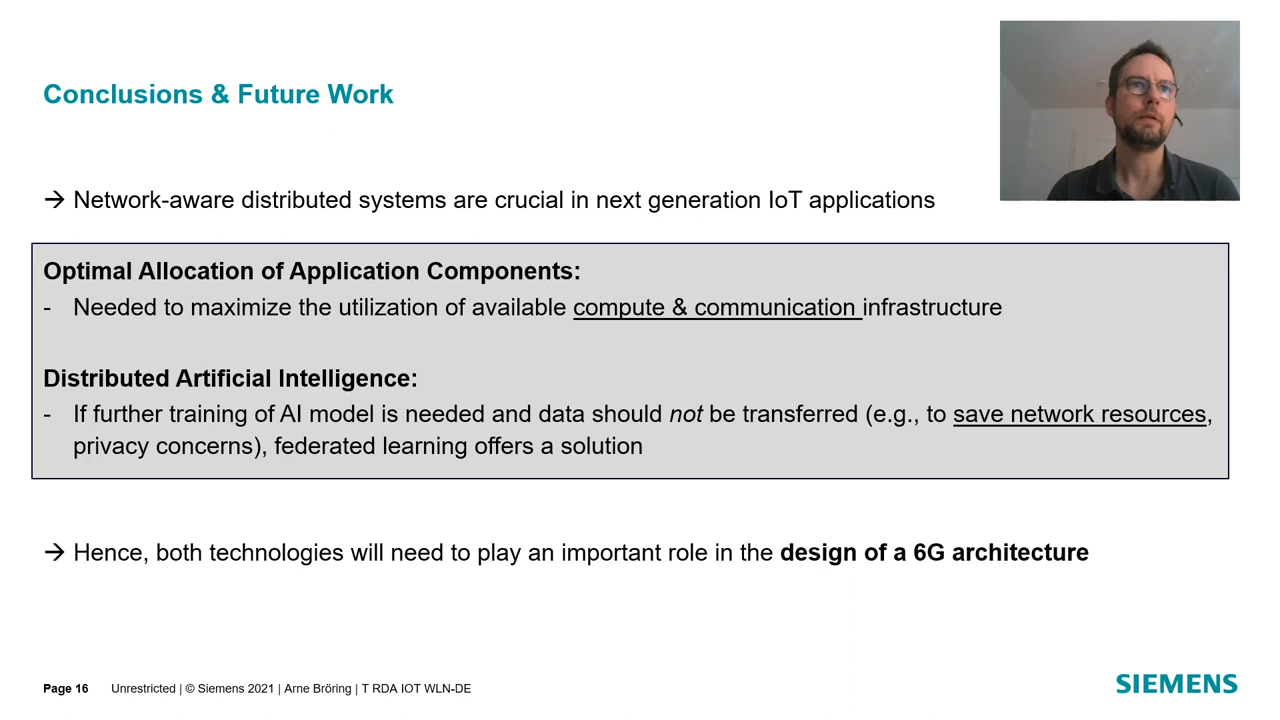 Conclusions & Future Work
→ Network-aware distributed systems are crucial in next generation IoT applications
Optimal Allocation of Application Components:
- Needed to maximize the utilization of available compute & communication infrastructure
Distributed Artificial Intelligence:
- If further training of AI model is needed and data should not be transferred (e.g., to save network resources,
privacy concerns), federated learning offers a solution
→ Hence, both technologies will need to play an important role in the design of a 6G architecture
Page 16 Unrestricted | © Siemens 2021 | Arne Bröring | T RDA IOT WLN-DE
SIEMENS